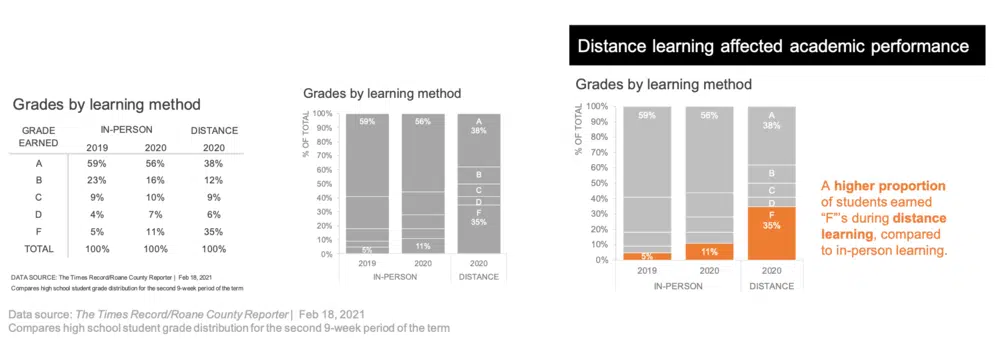 Grades by learning method
GRADE EARNED IN-PERSON DISTANCE
2019 2020 2020
A 59% 56% 38%
B 23% 16% 12%
C 9% 10% 9%
D 4% 7% 6%
F 5% 11% 35%
TOTAL 100% 100% 100%
DATA SOURCE: The Times Record/Roane County Reporter | Feb 18, 2021
Compares high school student grade distribution for the second 9-week period of the term
Grades by learning method
% OF TOTAL
100%
90%
80%
70%
60%
50%
40%
30%
20%
10%
0%
59% 56% A
38%
B
C
D
F
35%
5% 11%
2019 2020 2020
IN-PERSON DISTANCE
Distance learning affected academic performance
Grades by learning method
% OF TOTAL
100%
90%
80%
70%
60%
50%
40%
30%
20%
10%
0%
59% 56% A
38%
B
C
D
F
35%
5% 11%
2019 2020 2020
IN-PERSON DISTANCE
A higher proportion
of students earned
“F”’s during distance
learning, compared
to in-person learning.
Data source: The Times Record/Roane County Reporter | Feb 18, 2021
Compares high school student grade distribution for the second 9-week period of the term